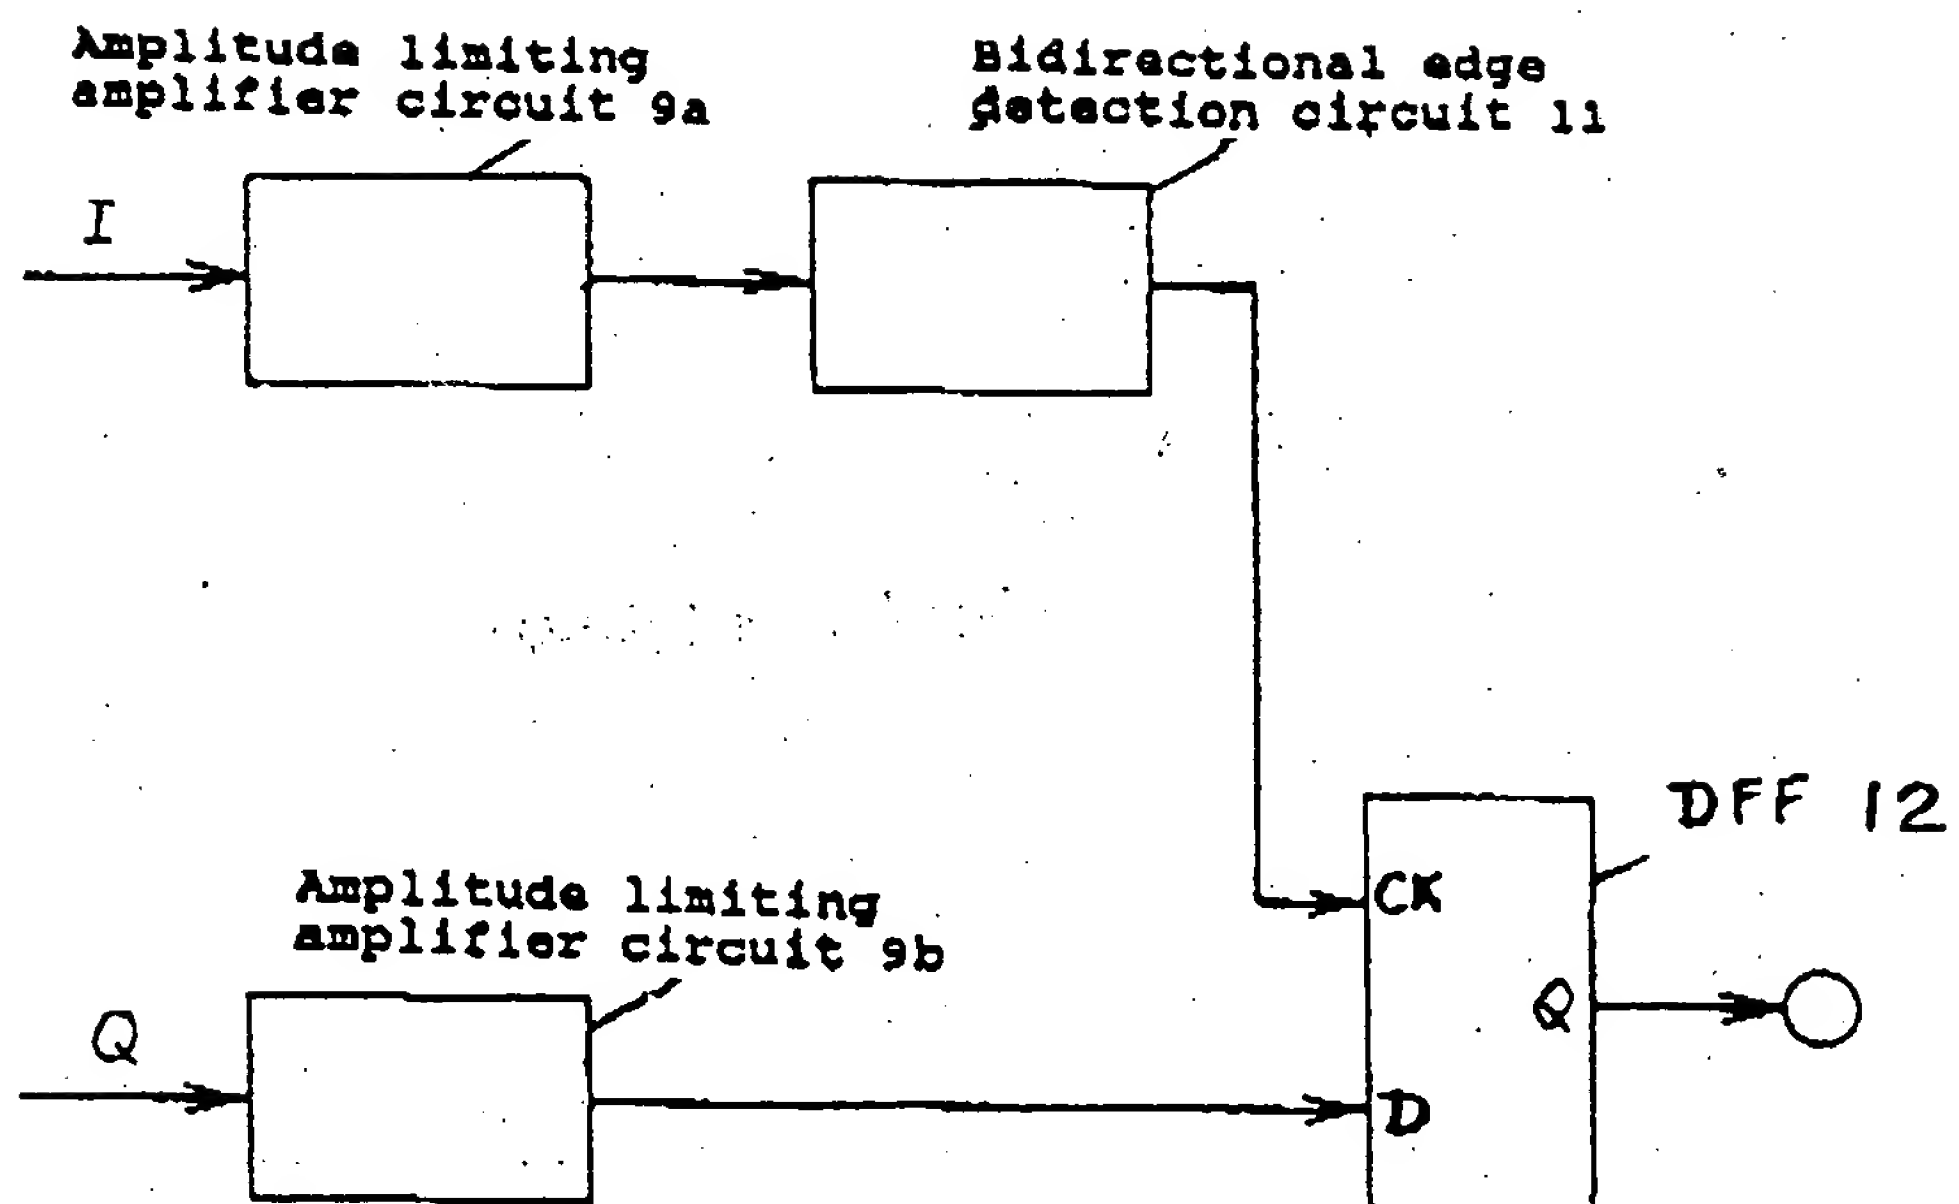 Amplitude limiting
amplifier circuit 9a
Bidirectional edge
detection circuit 11
I
DFF 12
CK
Amplitude limiting
amplifier circuit 9b
Q
Q
D